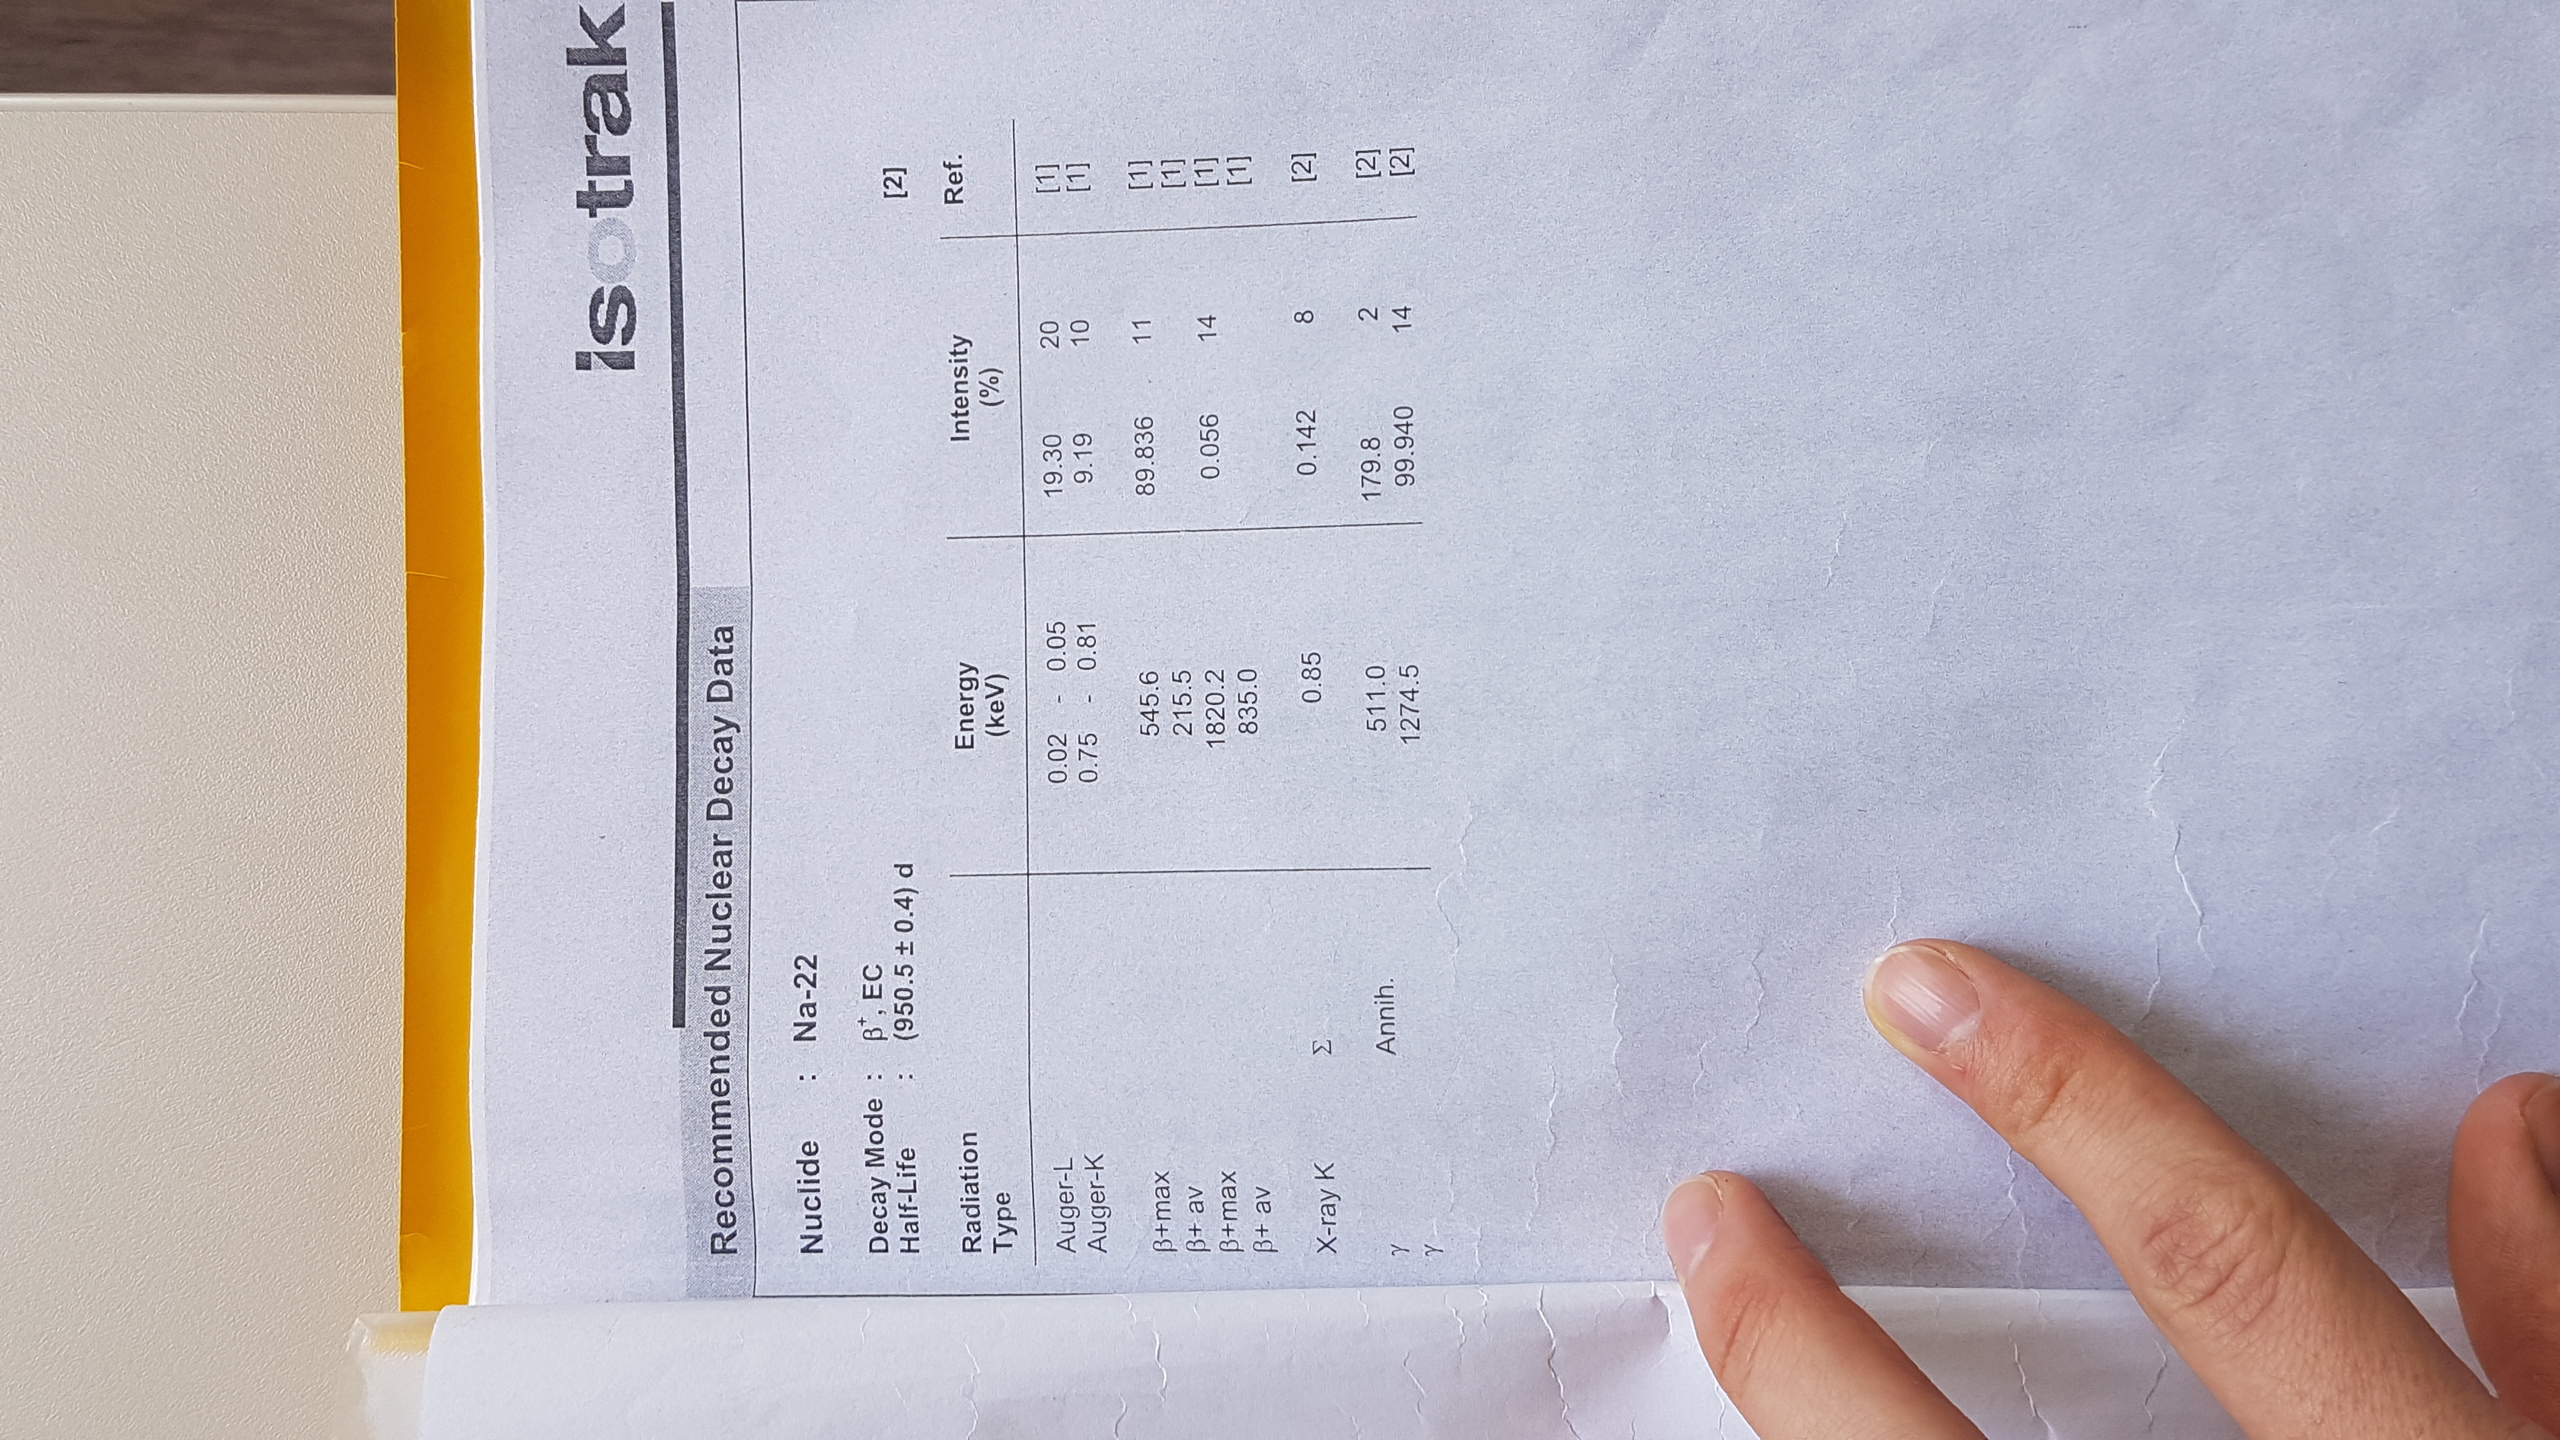 isotrak
Recommended Nuclear Decay Data
Nuclide : Na-22
Decay Mode : β⁺, EC
Half-Life : (950.5 ± 0.4) d [2]
Radiation Type Energy (keV) Intensity (%) Ref.
Auger-L 0.02 - 0.05 19.30 20 [1]
Auger-K 0.75 - 0.81 9.19 10 [1]
β+max 545.6 89.836 11 [1]
β+ av 215.5 [1]
β+max 1820.2 0.056 14 [1]
β+ av 835.0 [1]
X-ray K Σ 0.85 0.142 8 [2]
γ Annih. 511.0 179.8 2 [2]
γ 1274.5 99.940 14 [2]